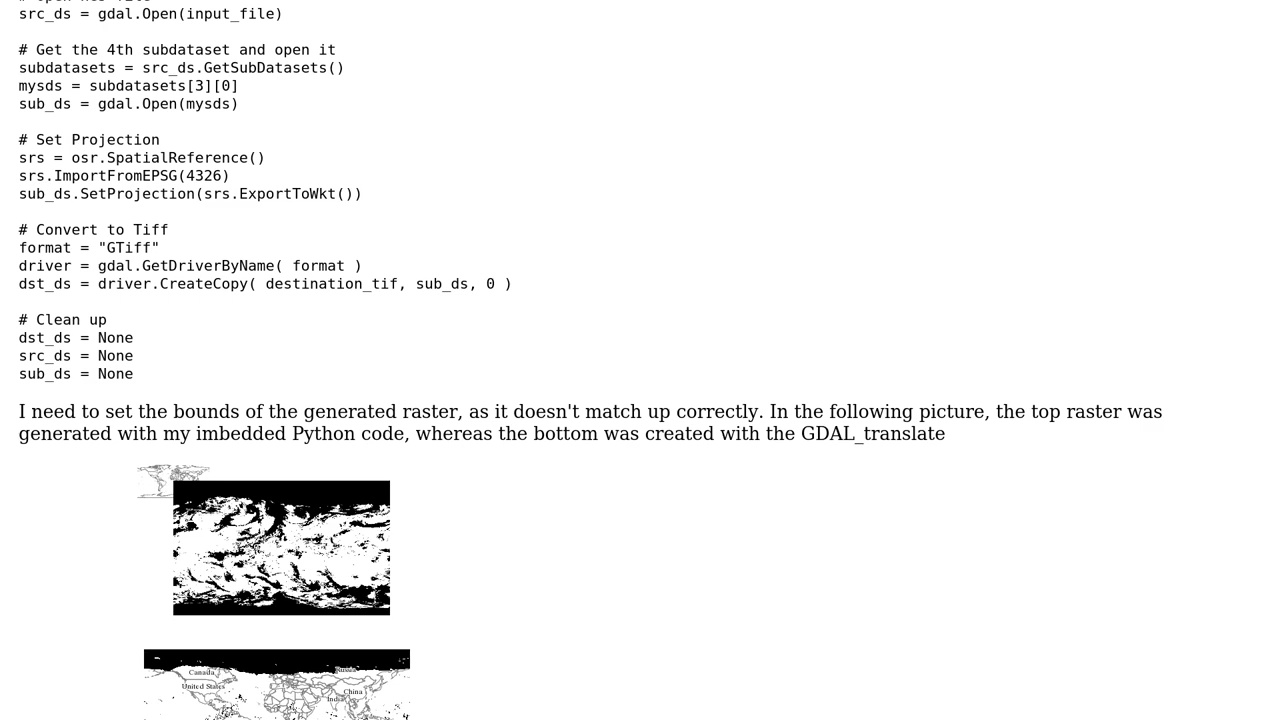 src_ds = gdal.Open(input_file)
# Get the 4th subdataset and open it
subdatasets = src_ds.GetSubDatasets()
mysds = subdatasets[3][0]
sub_ds = gdal.Open(mysds)
# Set Projection
srs = osr.SpatialReference()
srs.ImportFromEPSG(4326)
sub_ds.SetProjection(srs.ExportToWkt())
# Convert to Tiff
format = "GTiff"
driver = gdal.GetDriverByName( format )
dst_ds = driver.CreateCopy( destination_tif, sub_ds, 0 )
# Clean up
dst_ds = None
src_ds = None
sub_ds = None
I need to set the bounds of the generated raster, as it doesn't match up correctly. In the following picture, the top raster was
generated with my imbedded Python code, whereas the bottom was created with the GDAL_translate
Canada
Russia
United States
China
India